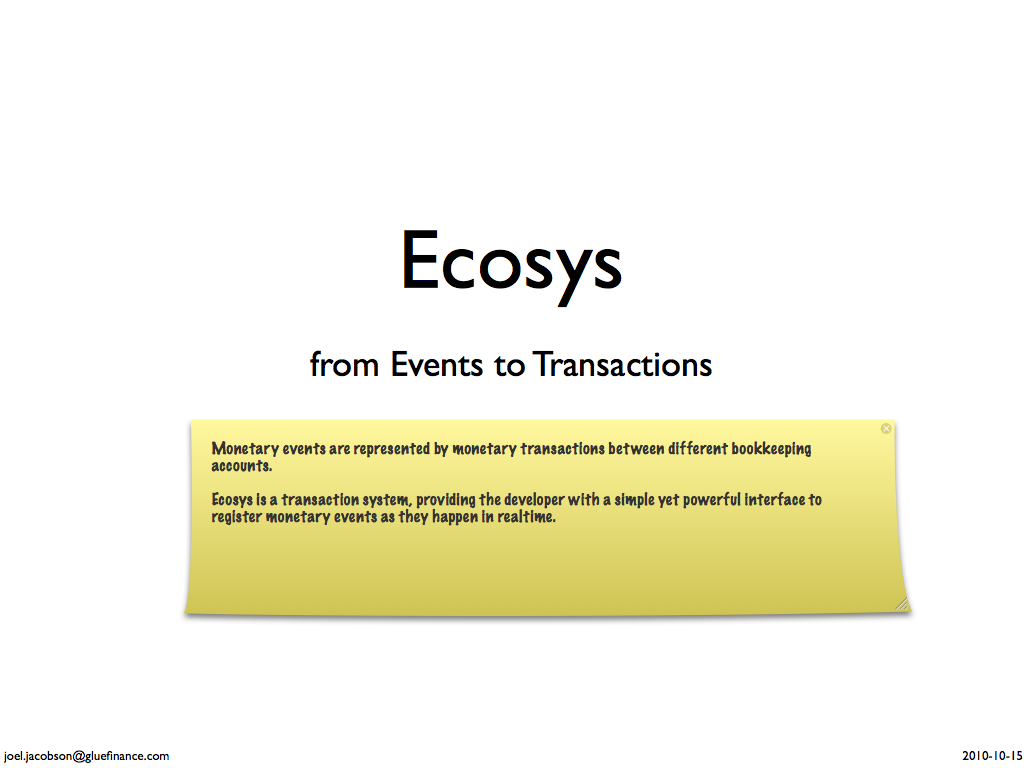 Ecosys
from Events to Transactions
Monetary events are represented by monetary transactions between different bookkeeping
accounts.
Ecosys is a transaction system, providing the developer with a simple yet powerful interface to
register monetary events as they happen in realtime.
joel.jacobson@gluefinance.com
2010-10-15